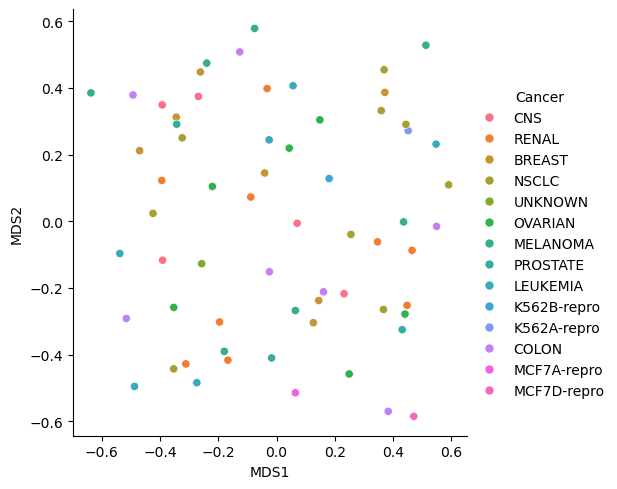 0.6
0.4
0.2
0.0
−0.2
−0.4
−0.6
MDS2
−0.6
−0.4
−0.2
0.0
0.2
0.4
0.6
MDS1
Cancer
CNS
RENAL
BREAST
NSCLC
UNKNOWN
OVARIAN
MELANOMA
PROSTATE
LEUKEMIA
K562B-repro
K562A-repro
COLON
MCF7A-repro
MCF7D-repro